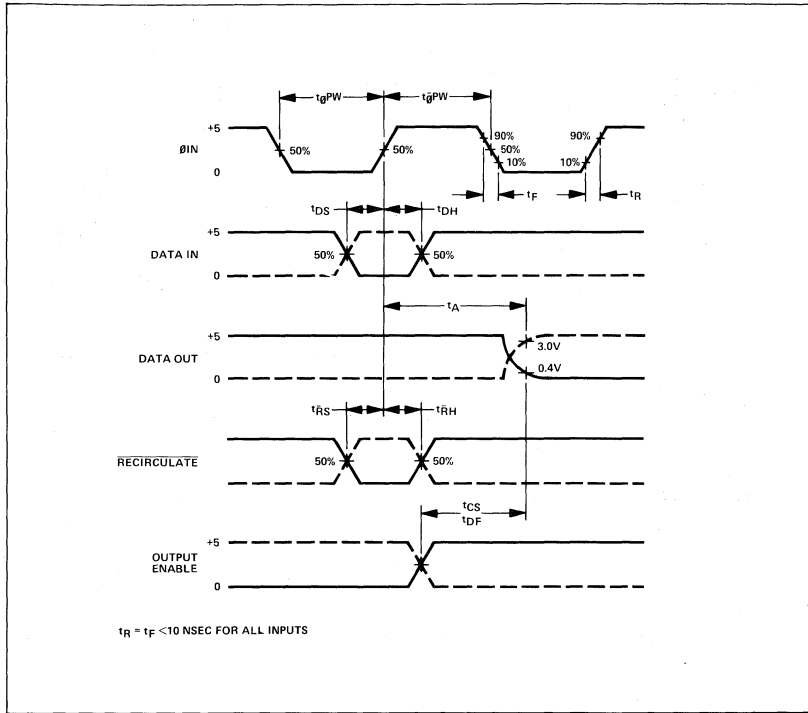 tøPW tø̄PW
+5
90% 90%
ØIN 50% 50% 50%
10% 10%
0
tF tR
tDS tDH
+5
DATA IN 50% 50%
0
tA
+5
DATA OUT 3.0V
0.4V
0
tR̄S tR̄H
RECIRCULATE 50% 50%
tCS
tDF
+5
OUTPUT
ENABLE
0
tR = tF <10 NSEC FOR ALL INPUTS